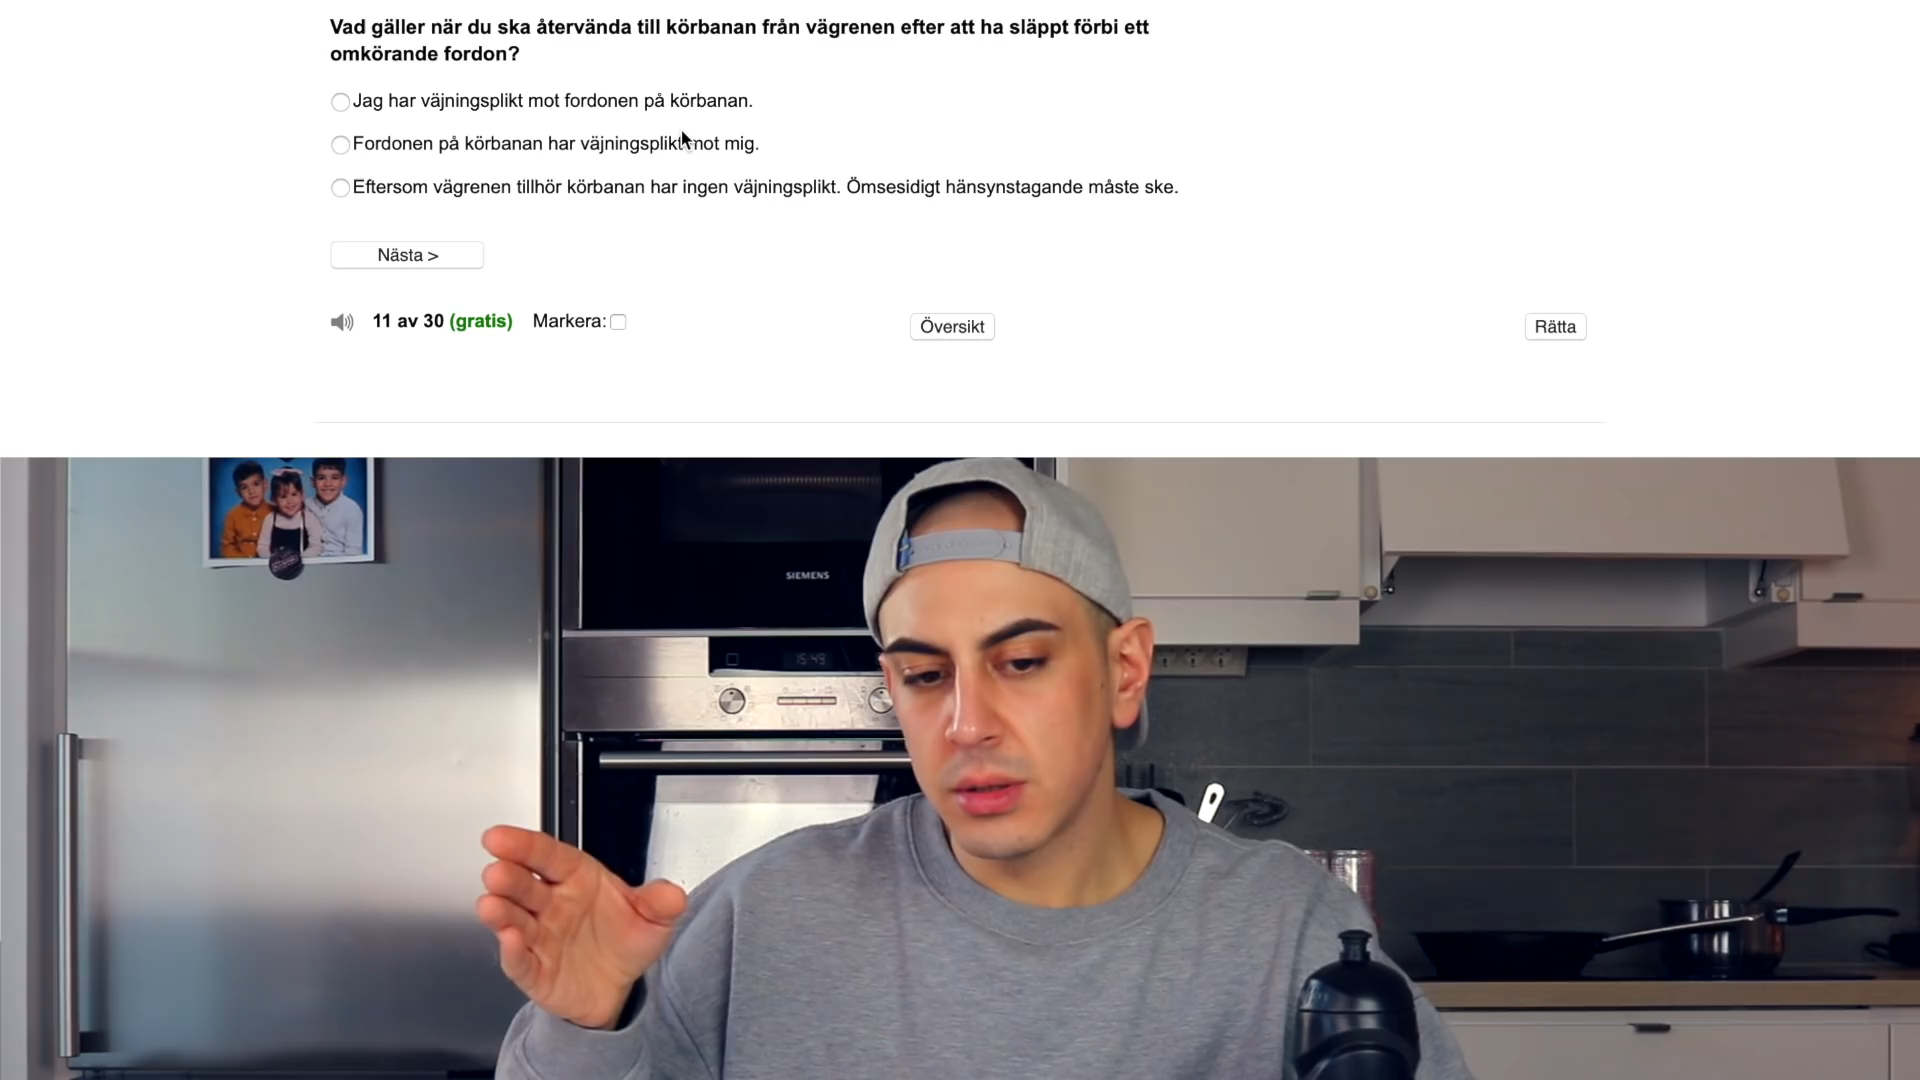 Vad gäller när du ska återvända till körbanan från vägrenen efter att ha släppt förbi ett
omkörande fordon?
Jag har väjningsplikt mot fordonen på körbanan.
Fordonen på körbanan har väjningsplikt mot mig.
Eftersom vägrenen tillhör körbanan har ingen väjningsplikt. Ömsesidigt hänsynstagande måste ske.
Nästa >
11 av 30 (gratis) Markera:
Översikt
Rätta
SIEMENS
15:49